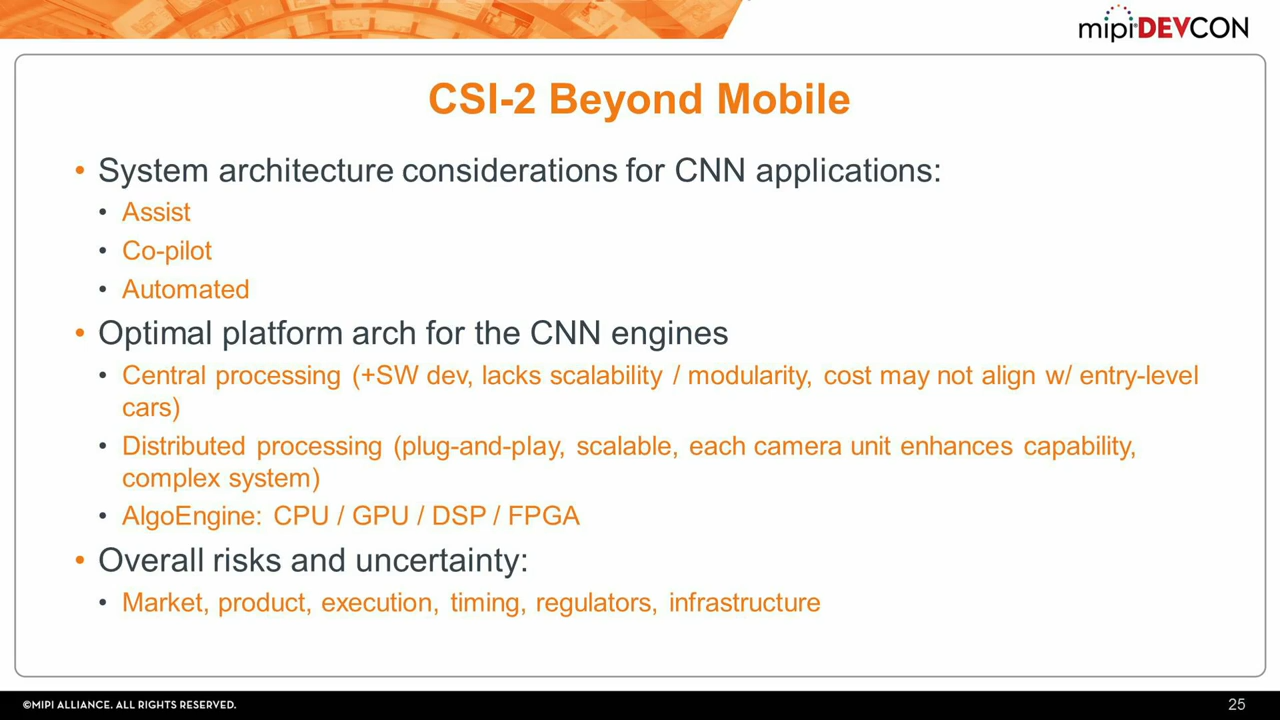 mipi DEVCON
CSI-2 Beyond Mobile
• System architecture considerations for CNN applications:
• Assist
• Co-pilot
• Automated
• Optimal platform arch for the CNN engines
• Central processing (+SW dev, lacks scalability / modularity, cost may not align w/ entry-level
cars)
• Distributed processing (plug-and-play, scalable, each camera unit enhances capability,
complex system)
• AlgoEngine: CPU / GPU / DSP / FPGA
• Overall risks and uncertainty:
• Market, product, execution, timing, regulators, infrastructure
©MIPI ALLIANCE. ALL RIGHTS RESERVED.
25